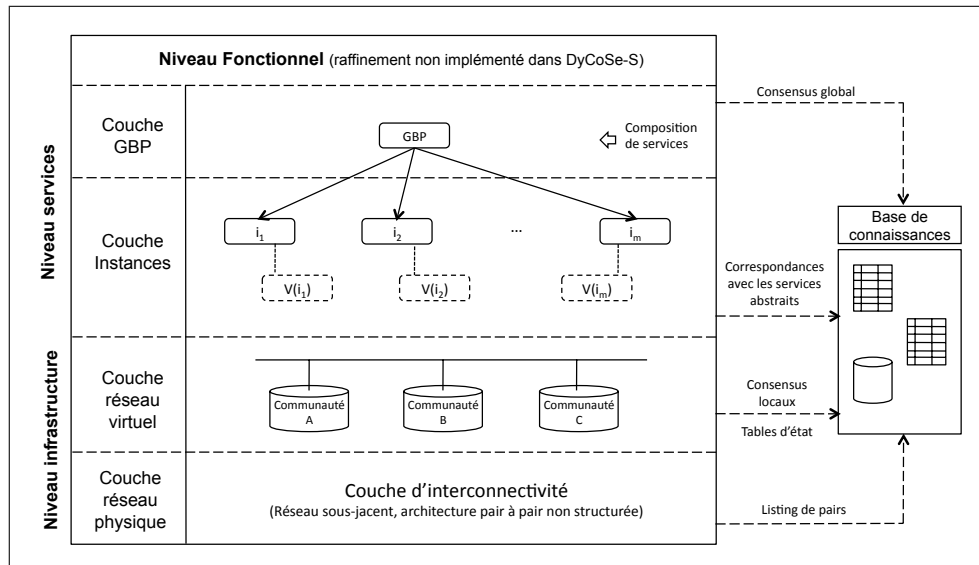 Niveau Fonctionnel (raffinement non implémenté dans DyCoSe-S)
Niveau services
Couche
GBP
GBP
Composition
de services
Consensus global
Couche
Instances
i1
i2
...
im
V(i1)
V(i2)
V(im)
Base de
connaissances
Correspondances
avec les services
abstraits
Niveau infrastructure
Couche
réseau
virtuel
Communauté
A
Communauté
B
Communauté
C
Consensus
locaux
Tables d'état
Couche
réseau
physique
Couche d'interconnectivité
(Réseau sous-jacent, architecture pair à pair non structurée)
Listing de pairs